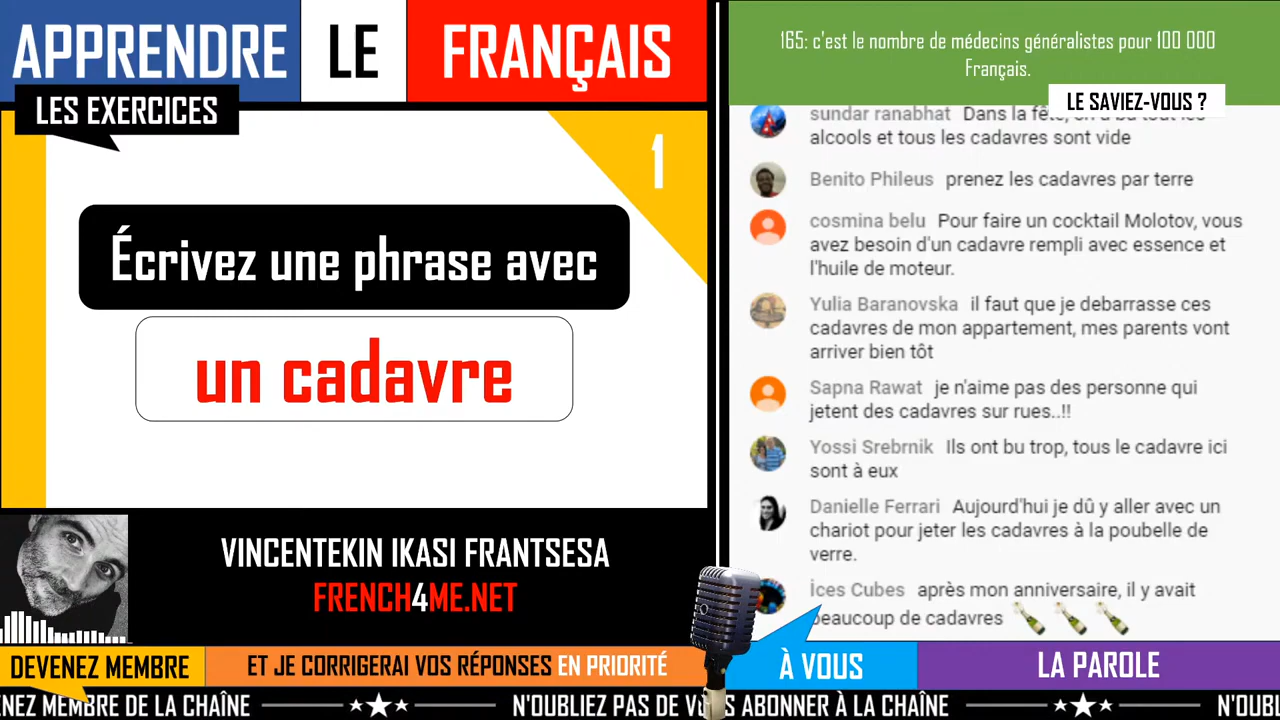 APPRENDRE LE FRANÇAIS
LES EXERCICES
1
Écrivez une phrase avec
un cadavre
VINCENTEKIN IKASI FRANTSESA
FRENCH4ME.NET
DEVENEZ MEMBRE
ET JE CORRIGERAI VOS RÉPONSES EN PRIORITÉ
165: c'est le nombre de médecins généralistes pour 100 000
Français.
LE SAVIEZ-VOUS ?
sundar ranabhat Dans la fête, on a bu tout les
alcools et tous les cadavres sont vide
Benito Phileus prenez les cadavres par terre
cosmina belu Pour faire un cocktail Molotov, vous
avez besoin d'un cadavre rempli avec essence et
l'huile de moteur.
Yulia Baranovska il faut que je debarrasse ces
cadavres de mon appartement, mes parents vont
arriver bien tôt
Sapna Rawat je n'aime pas des personne qui
jetent des cadavres sur rues..!!
Yossi Srebrnik Ils ont bu trop, tous le cadavre ici
sont à eux
Danielle Ferrari Aujourd'hui je dû y aller avec un
chariot pour jeter les cadavres à la poubelle de
verre.
İces Cubes après mon anniversaire, il y avait
beaucoup de cadavres
À VOUS
LA PAROLE
ENEZ MEMBRE DE LA CHAÎNE N'OUBLIEZ PAS DE VOUS ABONNER À LA CHAÎNE N'OUB